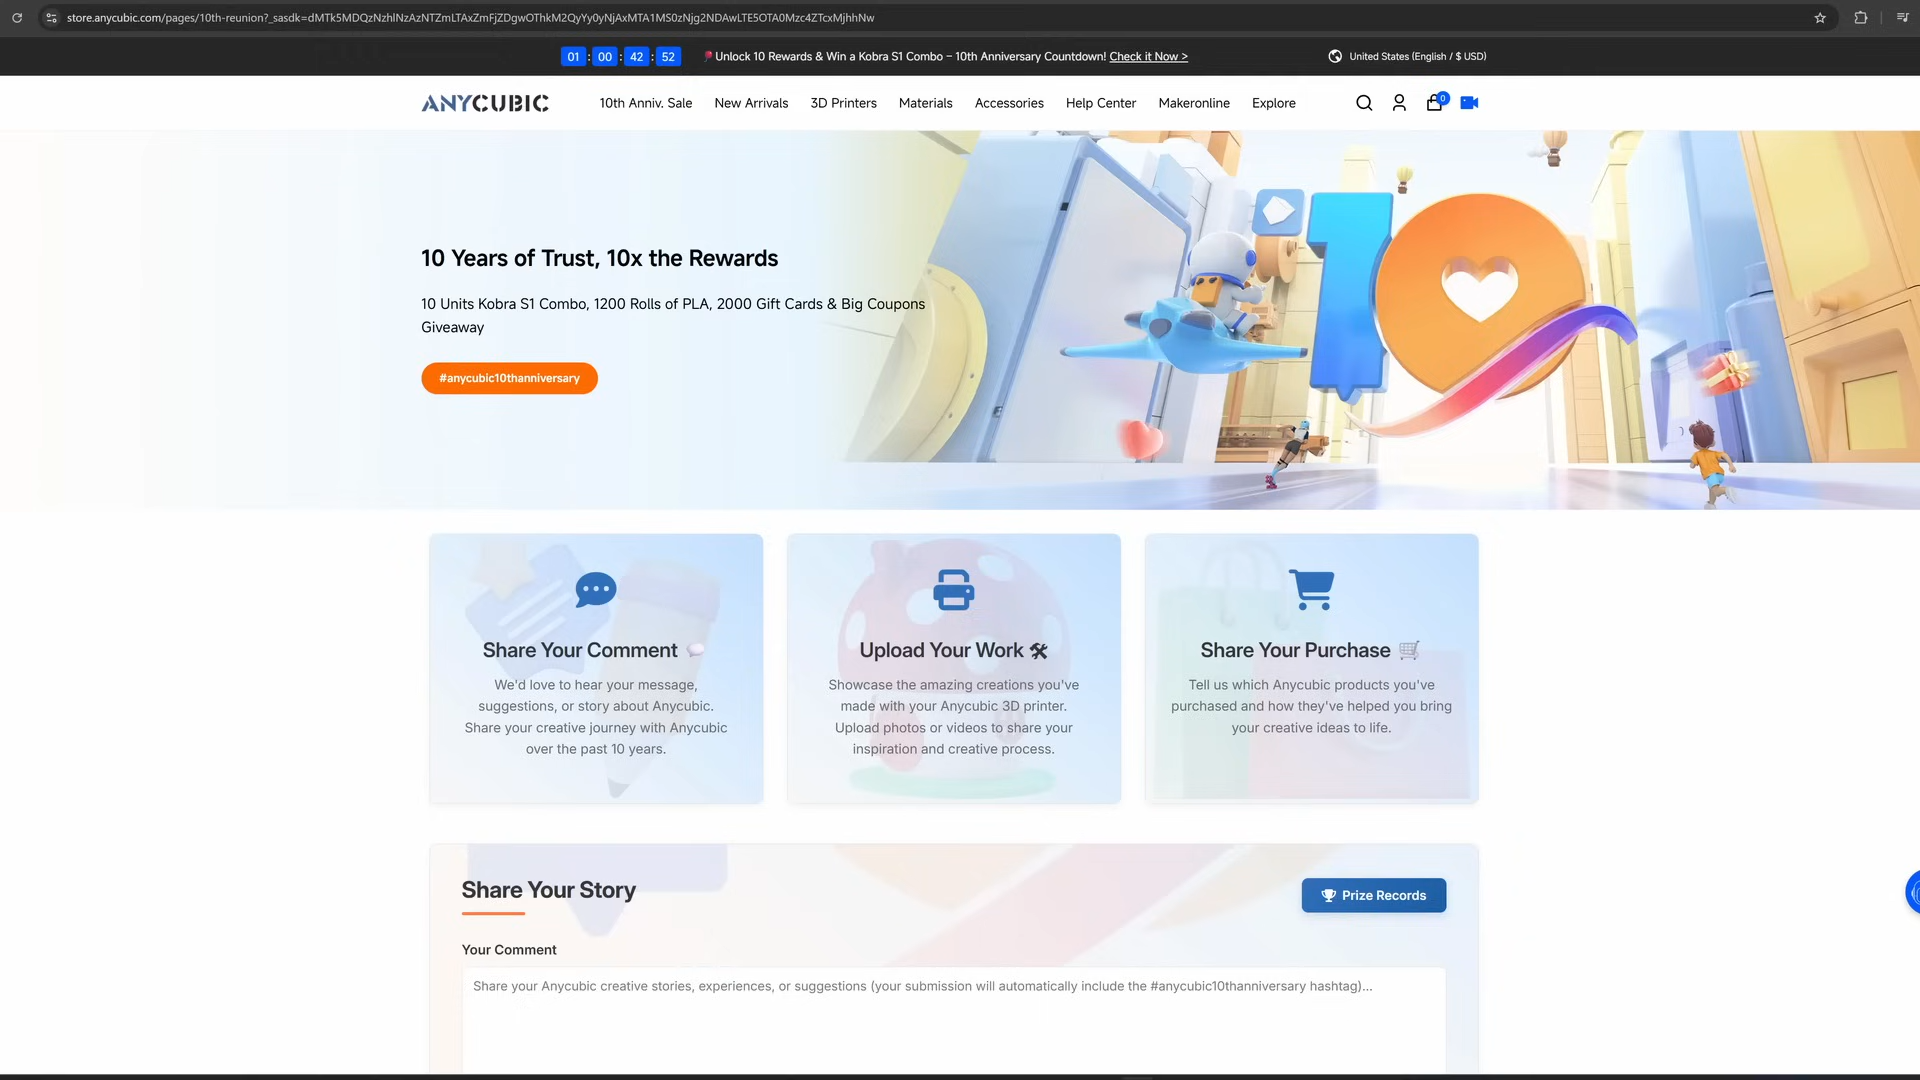 store.anycubic.com/pages/10th-reunion?_sasdk=dMTk5MDQzNzhlNzAzNTZmLTAxZmFjZDgwOThkM2QyYy0yNjAxMTA1MS0zNjg2NDAwLTE5OTA0Mzc4ZTcxMjhhNw
01 : 00 : 42 : 52
Unlock 10 Rewards & Win a Kobra S1 Combo – 10th Anniversary Countdown! Check it Now >
United States (English / $ USD)
ANYCUBIC
10th Anniv. Sale
New Arrivals
3D Printers
Materials
Accessories
Help Center
Makeronline
Explore
0
10
10 Years of Trust, 10x the Rewards
10 Units Kobra S1 Combo, 1200 Rolls of PLA, 2000 Gift Cards & Big Coupons
Giveaway
#anycubic10thanniversary
Share Your Comment
We'd love to hear your message,
suggestions, or story about Anycubic.
Share your creative journey with Anycubic
over the past 10 years.
Upload Your Work
Showcase the amazing creations you've
made with your Anycubic 3D printer.
Upload photos or videos to share your
inspiration and creative process.
Share Your Purchase
Tell us which Anycubic products you've
purchased and how they've helped you bring
your creative ideas to life.
Share Your Story
Prize Records
Your Comment
Share your Anycubic creative stories, experiences, or suggestions (your submission will automatically include the #anycubic10thanniversary hashtag)...